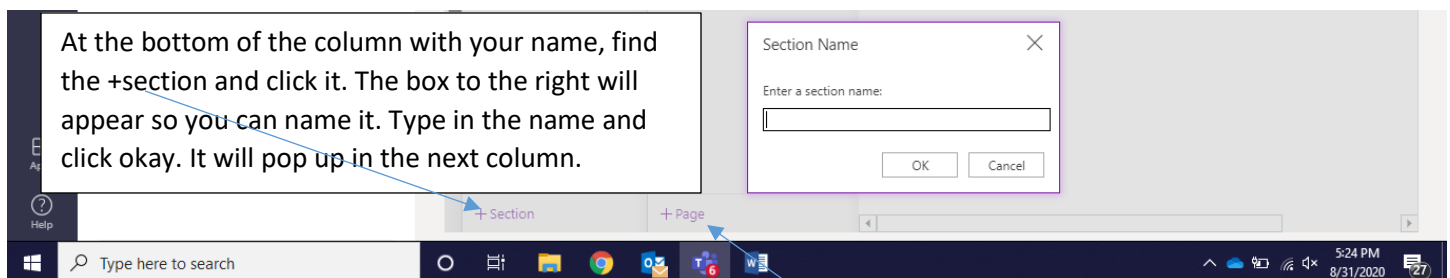 At the bottom of the column with your name, find
the +section and click it. The box to the right will
appear so you can name it. Type in the name and
click okay. It will pop up in the next column.
Section Name
Enter a section name:
OK Cancel
Help
+ Section + Page
Type here to search
5:24 PM
8/31/2020
6
27